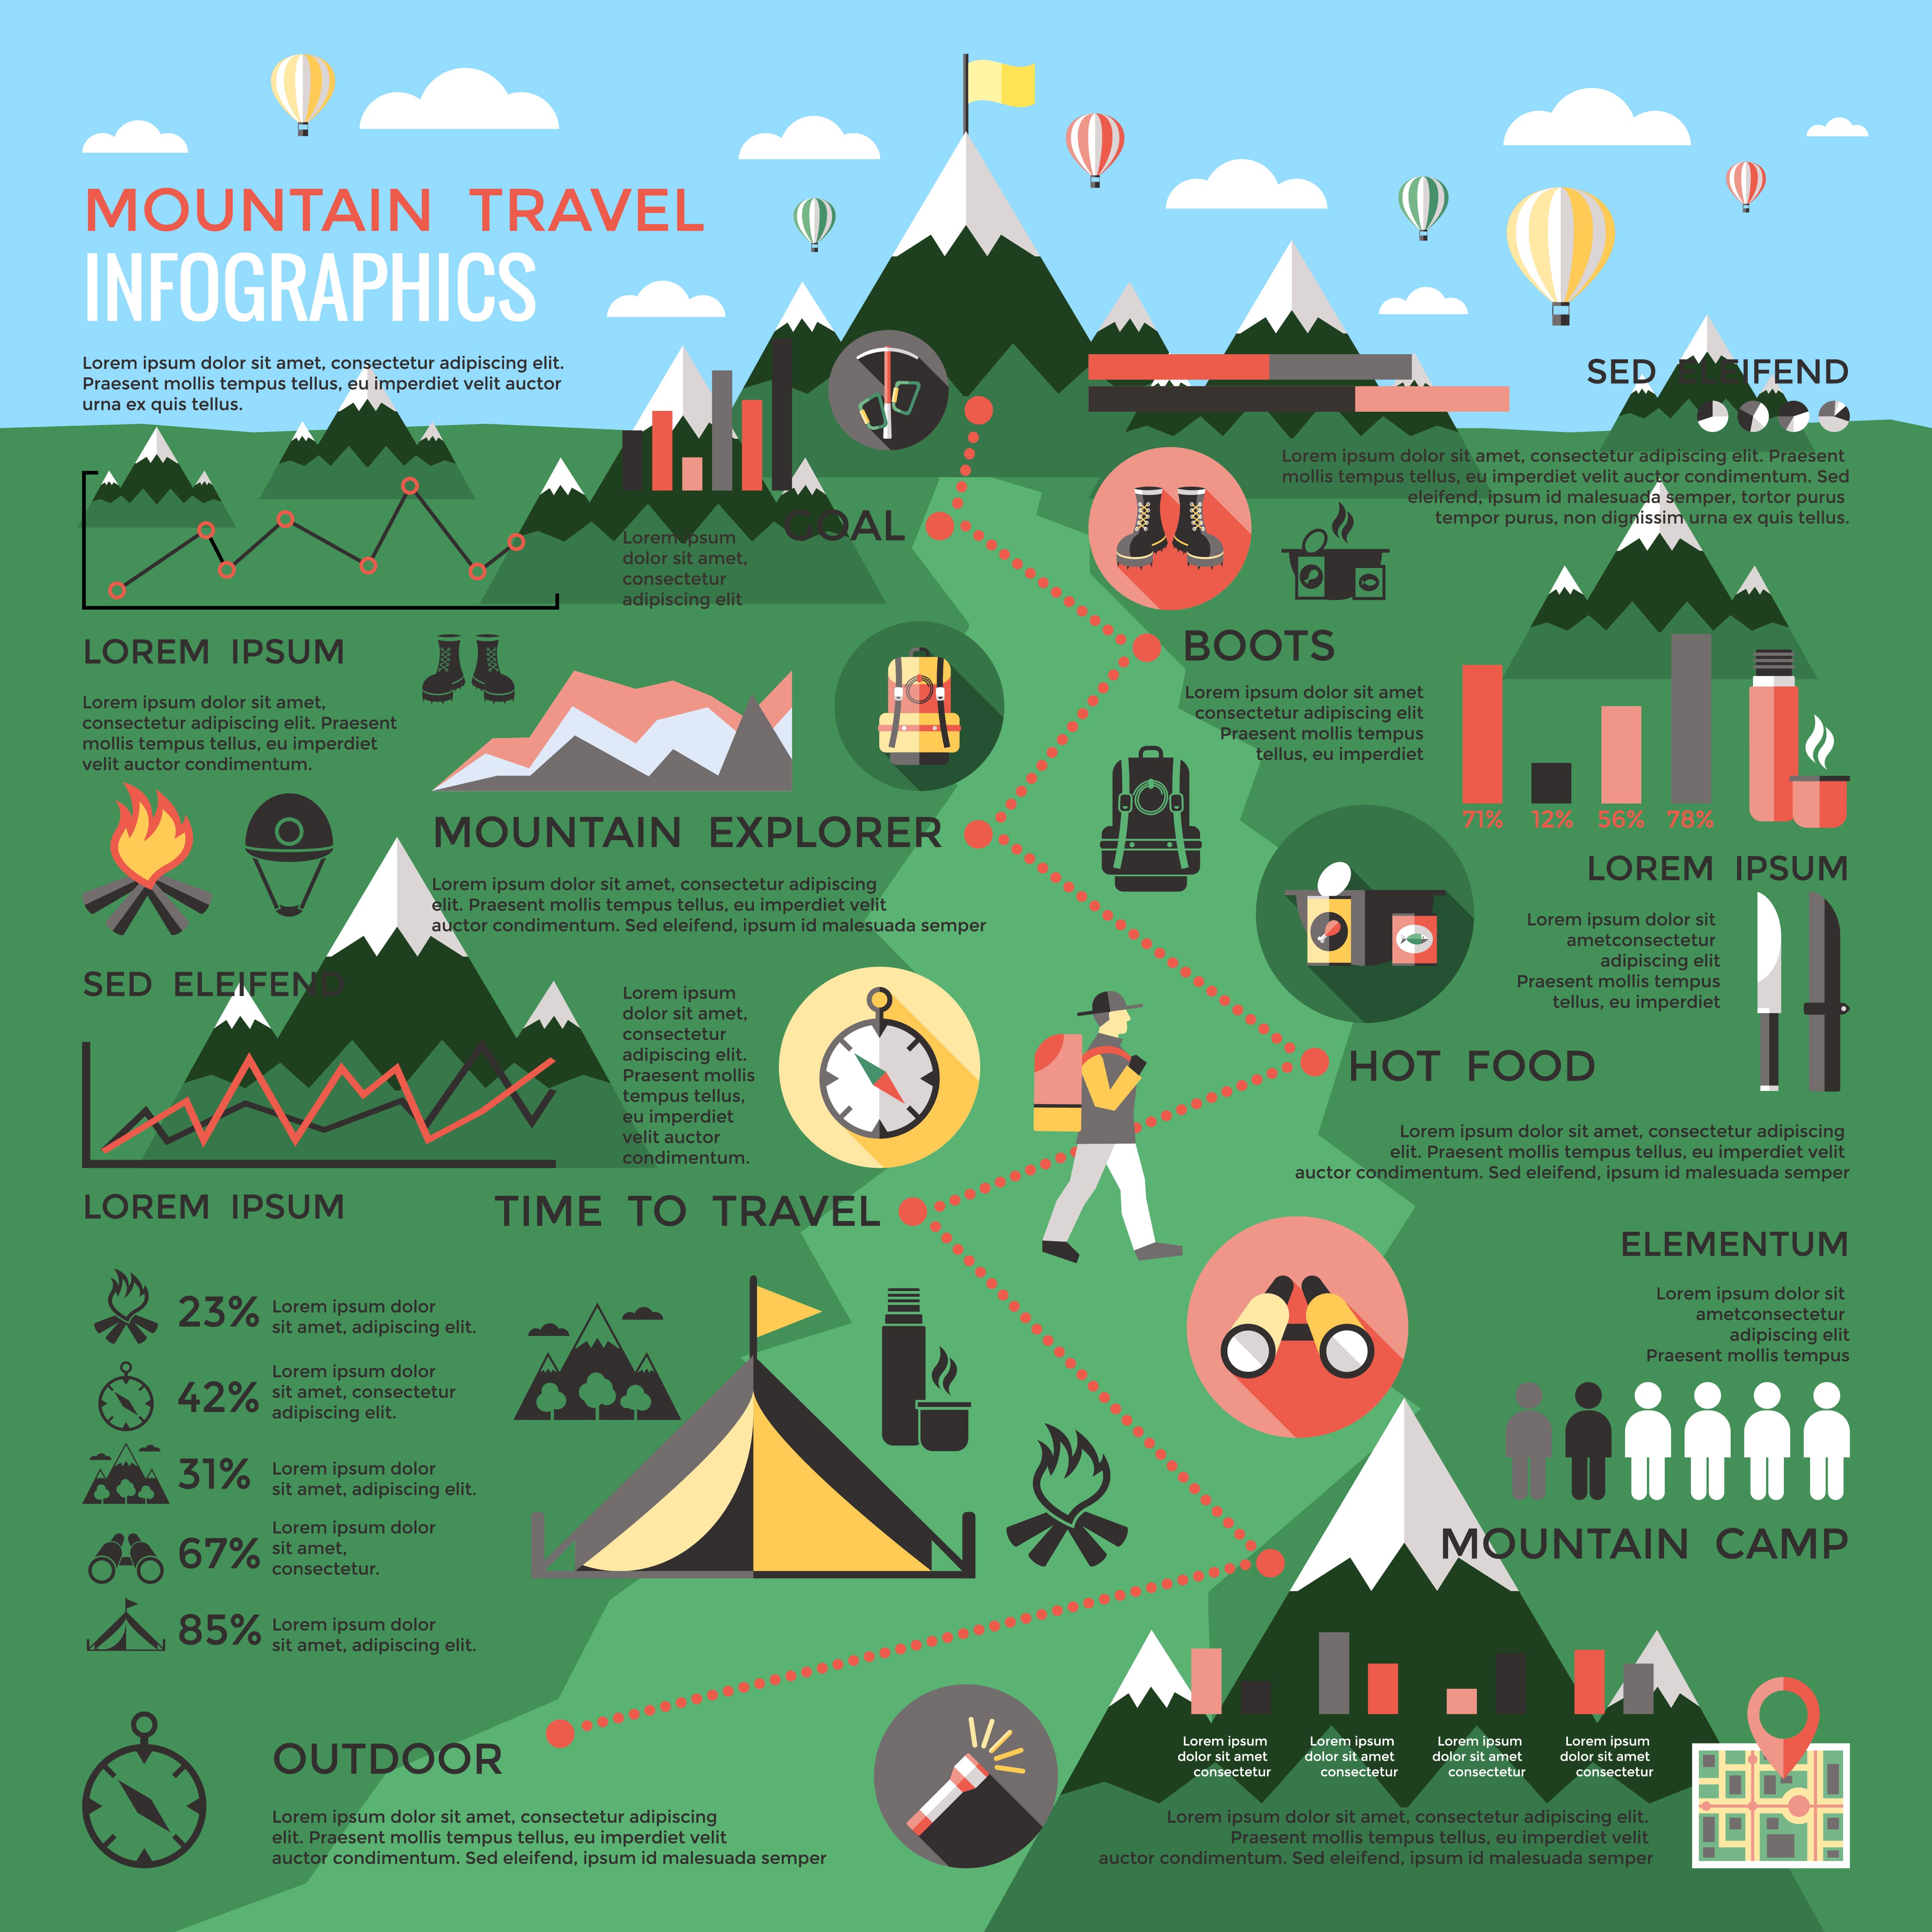 MOUNTAIN TRAVEL
INFOGRAPHICS
Lorem ipsum dolor sit amet, consectetur adipiscing elit.
Praesent mollis tempus tellus, eu imperdiet velit auctor
urna ex quis tellus.
GOAL
Lorem ipsum
dolor sit amet,
consectetur
adipiscing elit
SED ELEIFEND
Lorem ipsum dolor sit amet, consectetur adipiscing elit. Praesent
mollis tempus tellus, eu imperdiet velit auctor condimentum. Sed
eleifend, ipsum id malesuada semper, tortor purus
tempor purus, non dignissim urna ex quis tellus.
LOREM IPSUM
Lorem ipsum dolor sit amet,
consectetur adipiscing elit. Praesent
mollis tempus tellus, eu imperdiet
velit auctor condimentum.
BOOTS
Lorem ipsum dolor sit amet
consectetur adipiscing elit
Praesent mollis tempus
tellus, eu imperdiet
71% 12% 56% 78%
MOUNTAIN EXPLORER
Lorem ipsum dolor sit amet, consectetur adipiscing
elit. Praesent mollis tempus tellus, eu imperdiet velit
auctor condimentum. Sed eleifend, ipsum id malesuada semper
LOREM IPSUM
Lorem ipsum dolor sit
ametconsectetur
adipiscing elit
Praesent mollis tempus
tellus, eu imperdiet
SED ELEIFEND
Lorem ipsum
dolor sit amet,
consectetur
adipiscing elit.
Praesent mollis
tempus tellus,
eu imperdiet
velit auctor
condimentum.
HOT FOOD
Lorem ipsum dolor sit amet, consectetur adipiscing
elit. Praesent mollis tempus tellus, eu imperdiet velit
auctor condimentum. Sed eleifend, ipsum id malesuada semper
LOREM IPSUM
TIME TO TRAVEL
23%
Lorem ipsum dolor
sit amet, adipiscing elit.
42%
Lorem ipsum dolor
sit amet, consectetur
adipiscing elit.
31%
Lorem ipsum dolor
sit amet, adipiscing elit.
67%
Lorem ipsum dolor
sit amet,
consectetur.
85%
Lorem ipsum dolor
sit amet, adipiscing elit.
ELEMENTUM
Lorem ipsum dolor sit
ametconsectetur
adipiscing elit
Praesent mollis tempus
MOUNTAIN CAMP
Lorem ipsum
dolor sit amet
consectetur
Lorem ipsum
dolor sit amet
consectetur
Lorem ipsum
dolor sit amet
consectetur
Lorem ipsum
dolor sit amet
consectetur
Lorem ipsum dolor sit amet, consectetur adipiscing elit.
Praesent mollis tempus tellus, eu imperdiet velit
auctor condimentum. Sed eleifend, ipsum id malesuada semper
OUTDOOR
Lorem ipsum dolor sit amet, consectetur adipiscing
elit. Praesent mollis tempus tellus, eu imperdiet velit
auctor condimentum. Sed eleifend, ipsum id malesuada semper